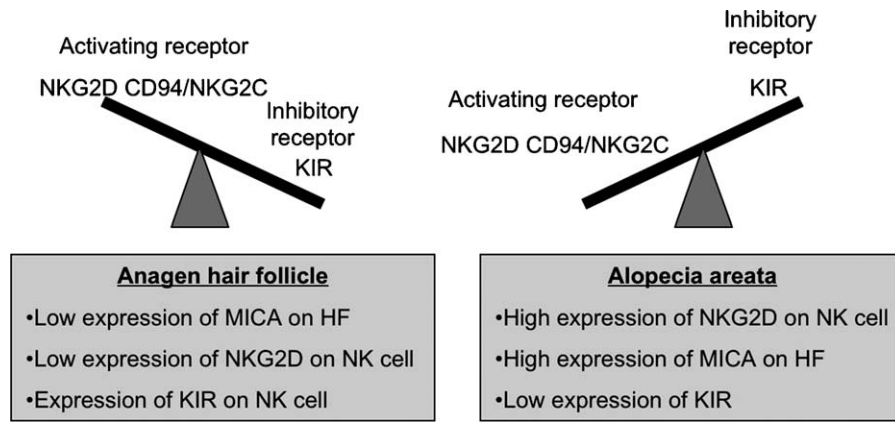 Activating receptor
NKG2D CD94/NKG2C
Inhibitory
receptor
KIR
Inhibitory
receptor
KIR
Activating receptor
NKG2D CD94/NKG2C
Anagen hair follicle
•Low expression of MICA on HF
•Low expression of NKG2D on NK cell
•Expression of KIR on NK cell
Alopecia areata
•High expression of NKG2D on NK cell
•High expression of MICA on HF
•Low expression of KIR